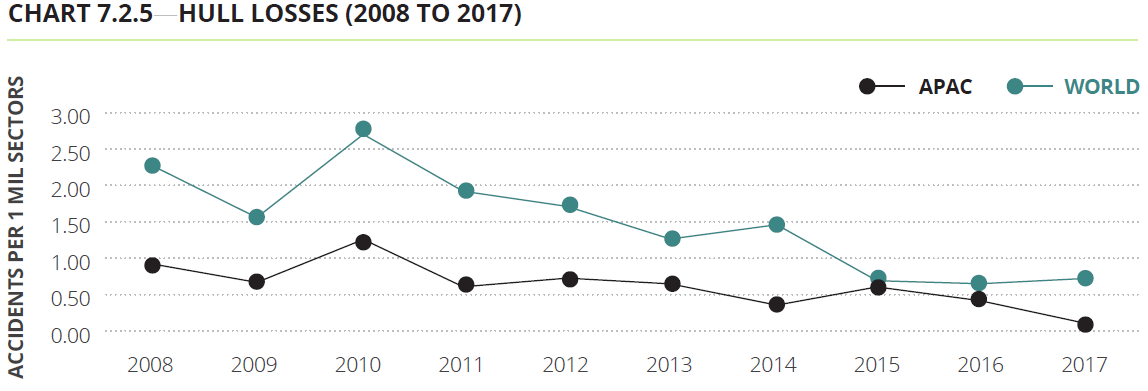 CHART 7.2.5—HULL LOSSES (2008 TO 2017)
APAC WORLD
ACCIDENTS PER 1 MIL SECTORS
3.00
2.50
2.00
1.50
1.00
0.50
0.00
2008 2009 2010 2011 2012 2013 2014 2015 2016 2017